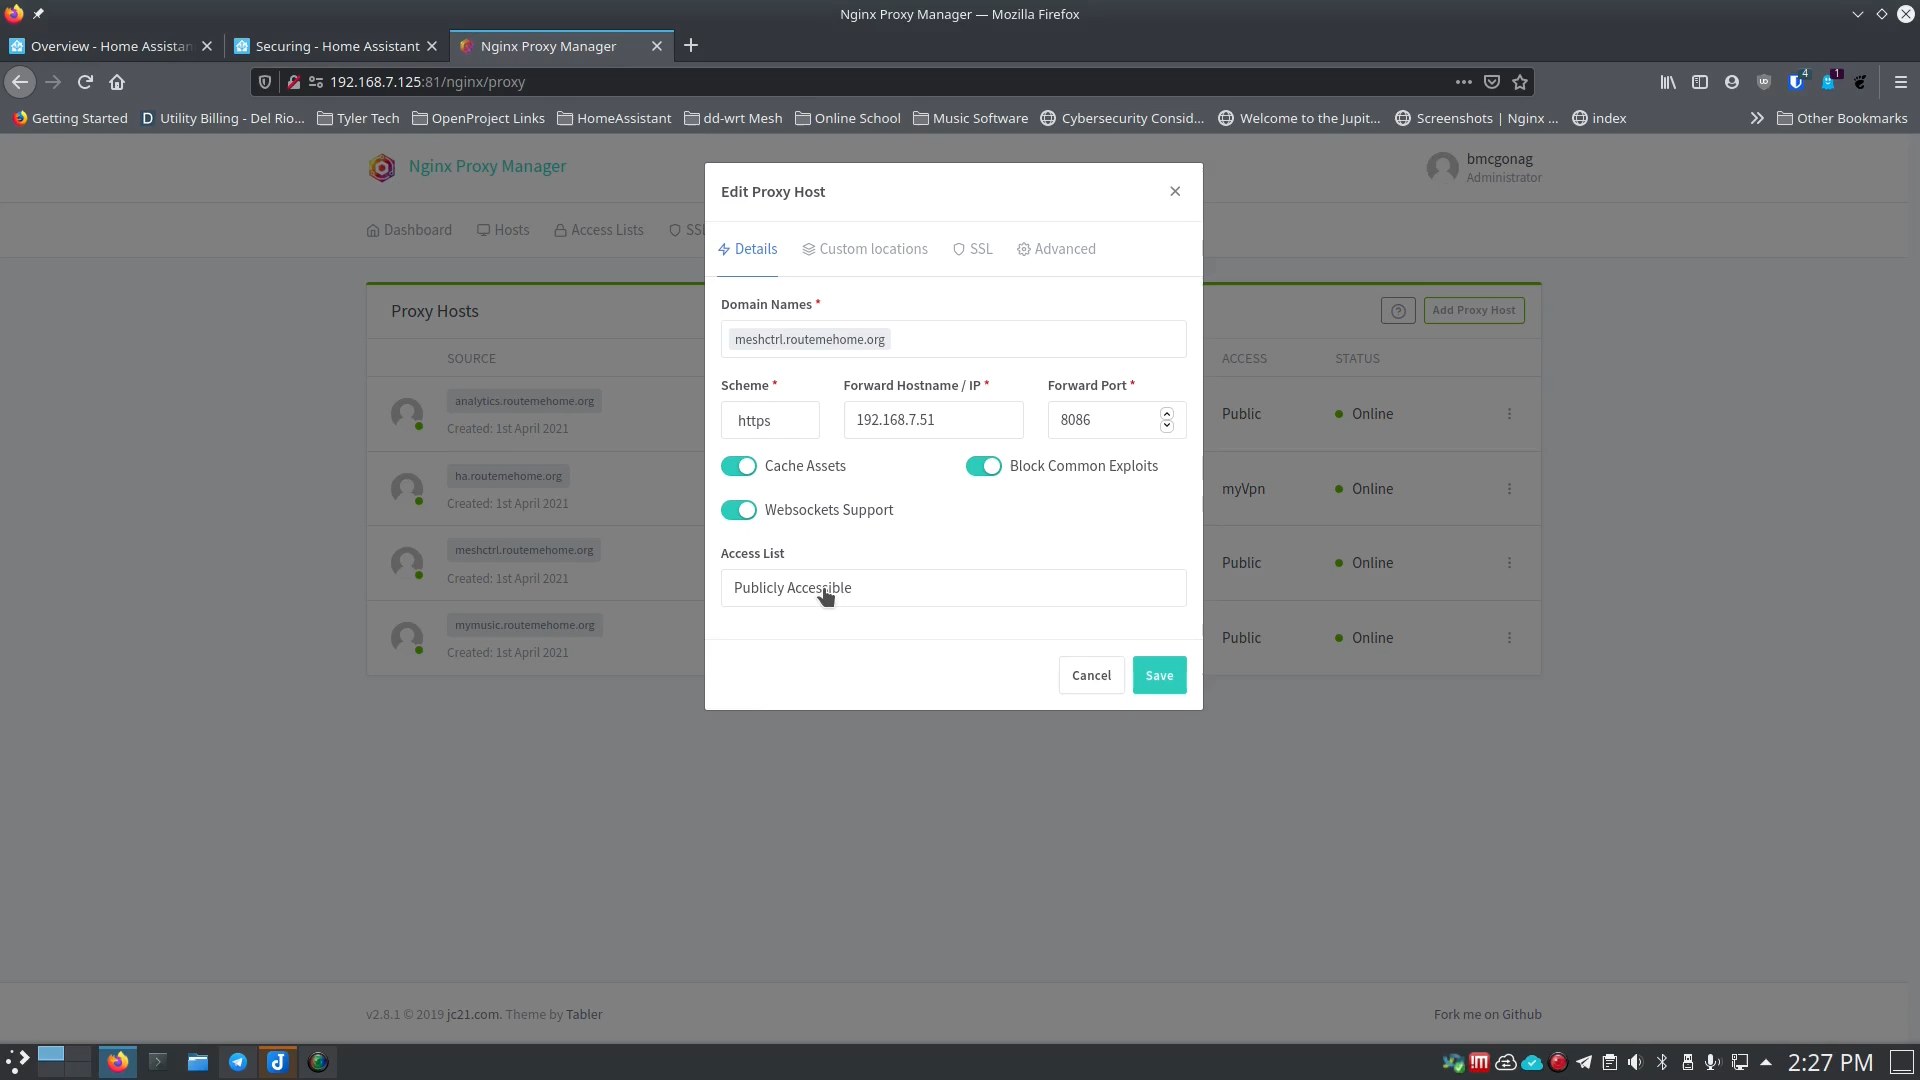 Nginx Proxy Manager — Mozilla Firefox
Overview - Home Assistan
Securing - Home Assistant
Nginx Proxy Manager
192.168.7.125:81/nginx/proxy
4
1
Getting Started
Utility Billing - Del Rio...
Tyler Tech
OpenProject Links
HomeAssistant
dd-wrt Mesh
Online School
Music Software
Cybersecurity Consid...
Welcome to the Jupit...
Screenshots | Nginx ...
index
Other Bookmarks
Nginx Proxy Manager
bmcgonag
Administrator
Dashboard
Hosts
Access Lists
SSL
Edit Proxy Host
Details
Custom locations
SSL
Advanced
Domain Names *
meshctrl.routemehome.org
Scheme *
Forward Hostname / IP *
Forward Port *
https
192.168.7.51
8086
Cache Assets
Block Common Exploits
Websockets Support
Access List
Publicly Accessible
Cancel
Save
Proxy Hosts
Add Proxy Host
SOURCE
ACCESS
STATUS
analytics.routemehome.org
Created: 1st April 2021
Public
Online
ha.routemehome.org
Created: 1st April 2021
myVpn
Online
meshctrl.routemehome.org
Created: 1st April 2021
Public
Online
mymusic.routemehome.org
Created: 1st April 2021
Public
Online
v2.8.1 © 2019 jc21.com. Theme by Tabler
Fork me on Github
2:27 PM